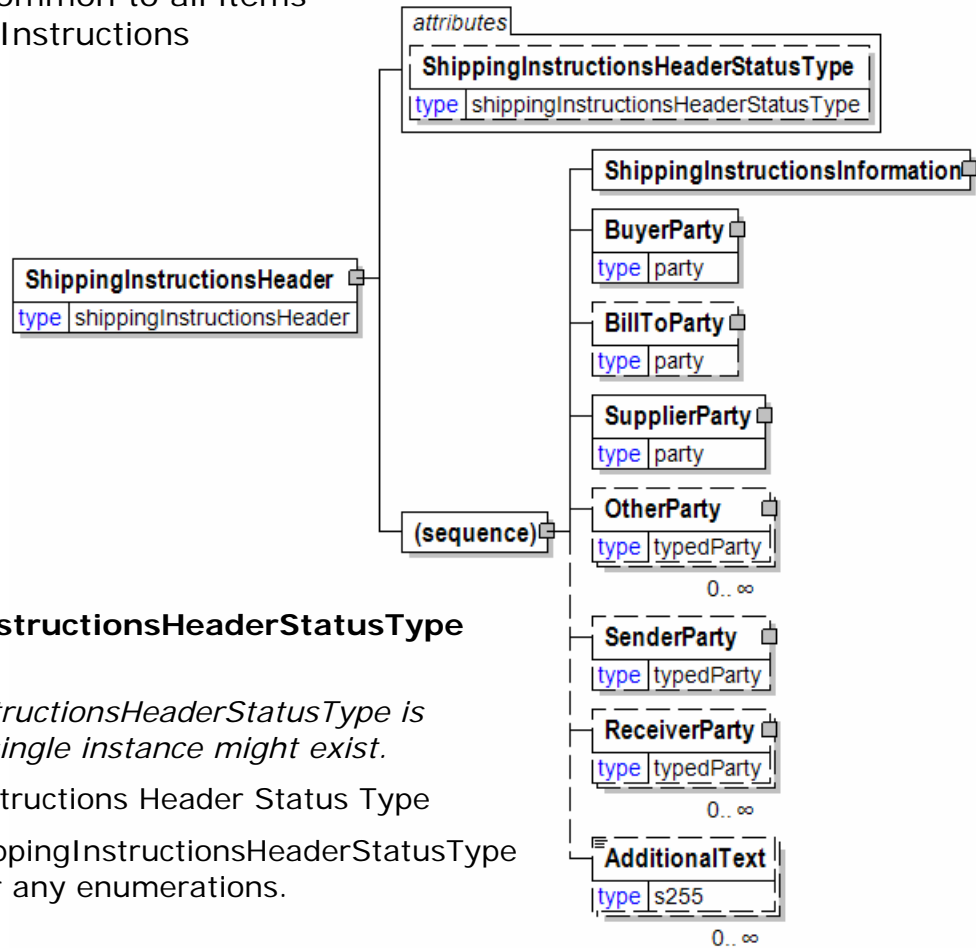 ommon to all items
Instructions
attributes
ShippingInstructionsHeaderStatusType
type shippingInstructionsHeaderStatusType
ShippingInstructionsInformation
BuyerParty
type party
ShippingInstructionsHeader
type shippingInstructionsHeader
BillToParty
type party
SupplierParty
type party
(sequence)
OtherParty
type typedParty
0.. ∞
structionsHeaderStatusType
SenderParty
type typedParty
tructionsHeaderStatusType is
ingle instance might exist.
ReceiverParty
type typedParty
0.. ∞
structions Header Status Type
ppingInstructionsHeaderStatusType
r any enumerations.
AdditionalText
type s255
0.. ∞